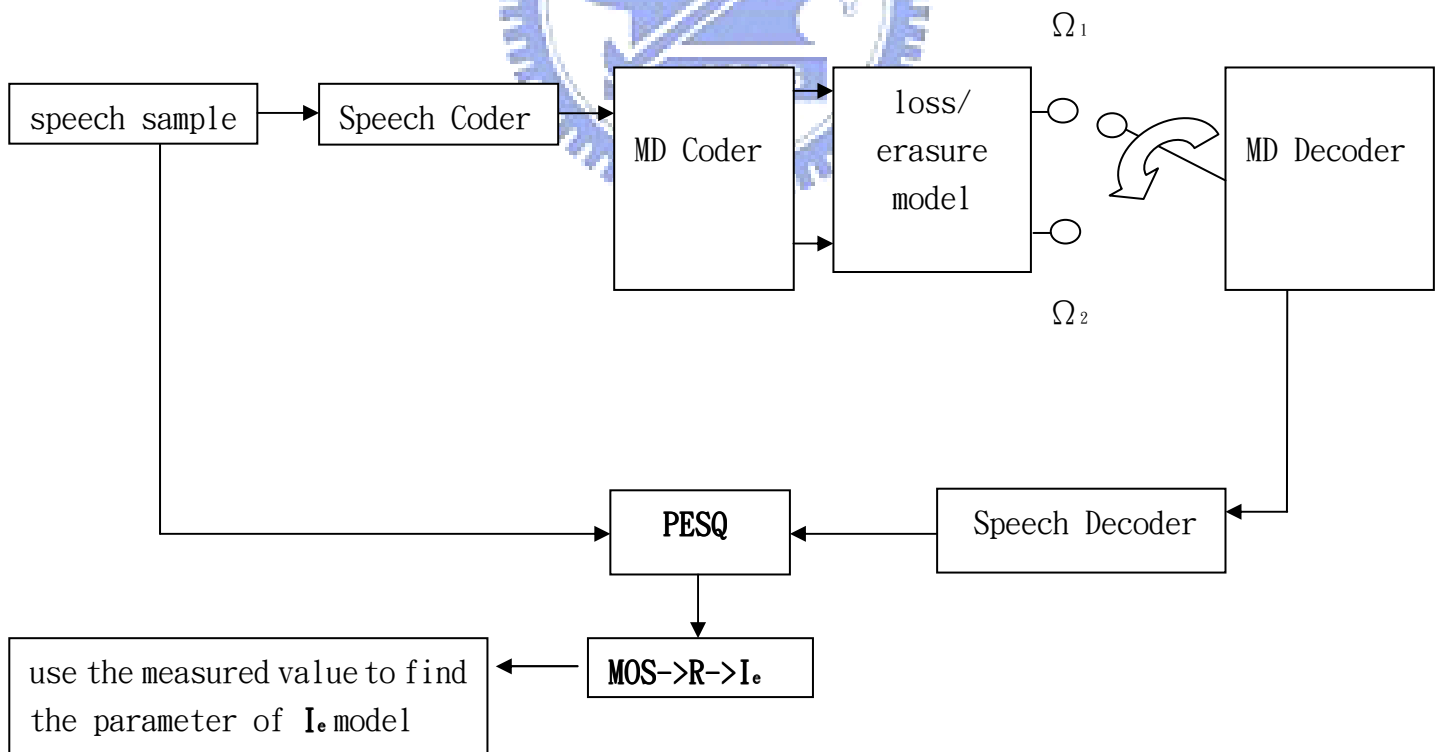 Ω₁
speech sample
Speech Coder
MD Coder
loss/
erasure
model
MD Decoder
Ω₂
PESQ
Speech Decoder
MOS->R->Iₑ
use the measured value to find
the parameter of Iₑ model